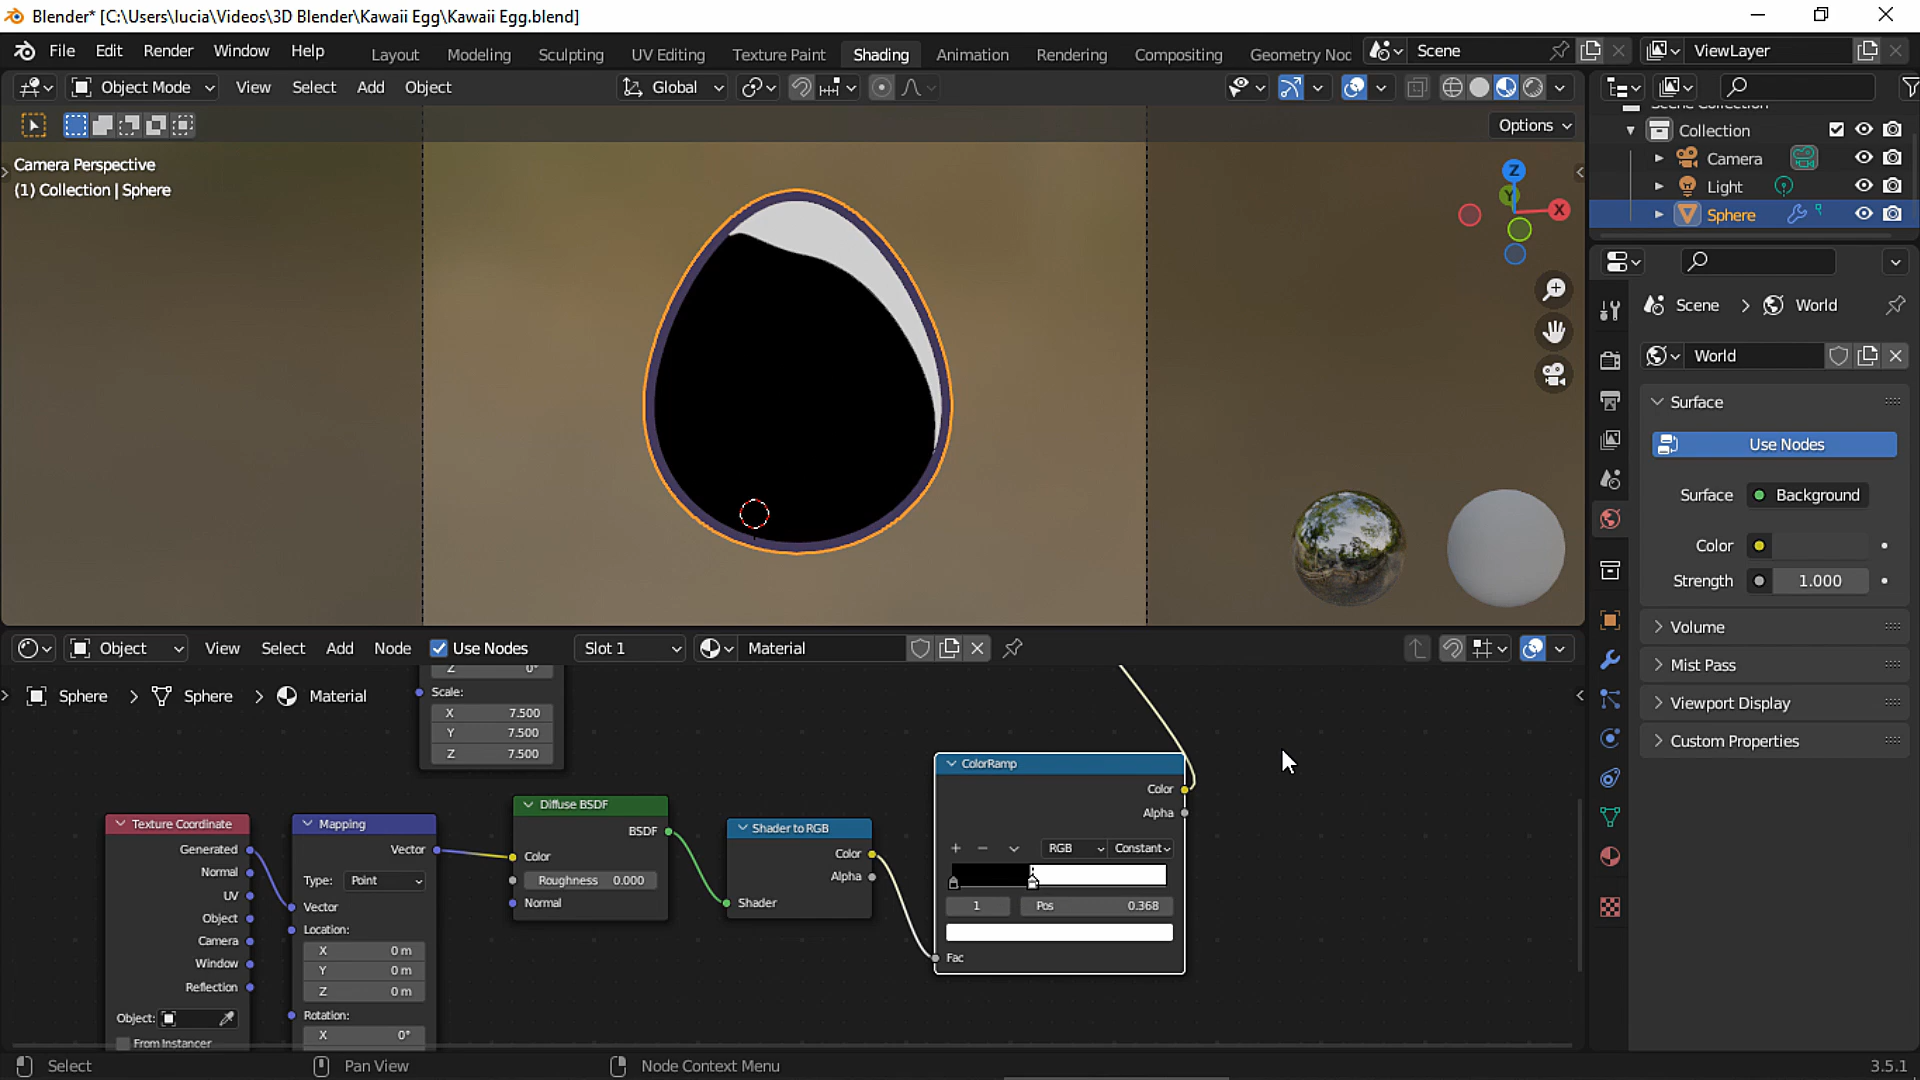 Blender* [C:\Users\lucia\Videos\3D Blender\Kawaii Egg\Kawaii Egg.blend]
File Edit Render Window Help Layout Modeling Sculpting UV Editing Texture Paint Shading Animation Rendering Compositing Geometry Noc Scene ViewLayer
Object Mode View Select Add Object Global
Options
Scene Collection
Collection
Camera
Light
Sphere
Camera Perspective
(1) Collection | Sphere
Z
Y
X
Scene > World
World
Surface
Use Nodes
Surface Background
Color
Strength 1.000
Volume
Mist Pass
Viewport Display
Custom Properties
Object View Select Add Node Use Nodes Slot 1 Material
Sphere > Sphere > Material
Z 0°
Scale:
X 7.500
Y 7.500
Z 7.500
Texture Coordinate
Generated
Normal
UV
Object
Camera
Window
Reflection
Object:
From Instancer
Mapping
Vector
Type: Point
Vector
Location:
X 0 m
Y 0 m
Z 0 m
Rotation:
X 0°
Diffuse BSDF
BSDF
Color
Roughness 0.000
Normal
Shader to RGB
Color
Alpha
Shader
ColorRamp
Color
Alpha
+ − RGB Constant
1 Pos 0.368
Fac
Select Pan View Node Context Menu 3.5.1